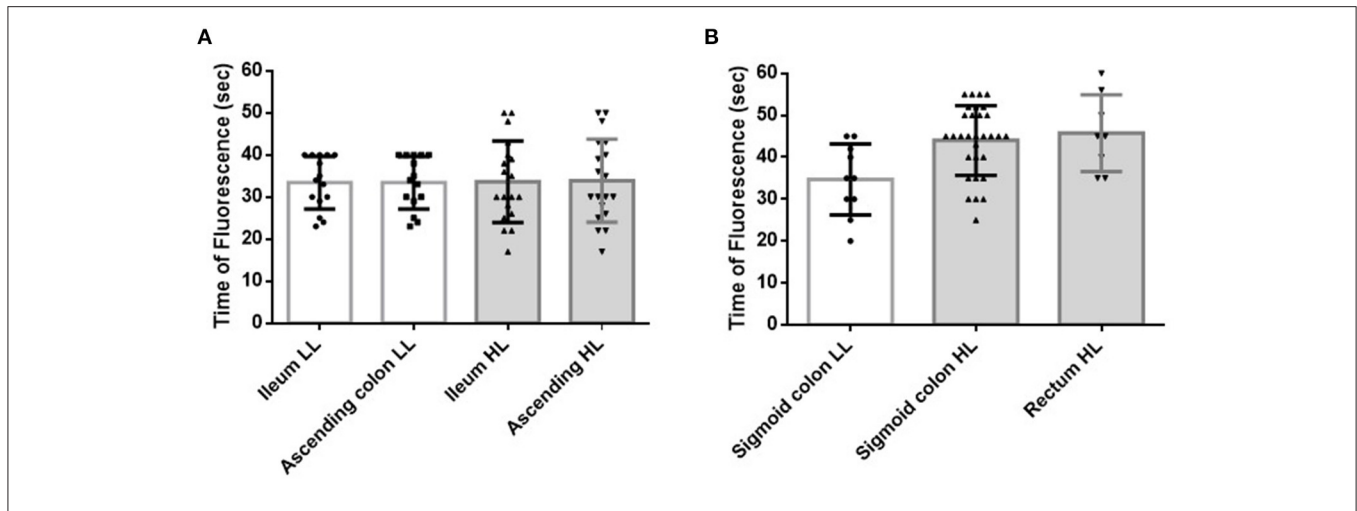 A
Time of Fluorescence (sec)
60
50
40
30
20
10
0
Ileum LL
Ascending colon LL
Ileum HL
Ascending HL
B
Time of Fluorescence (sec)
60
50
40
30
20
10
0
Sigmoid colon LL
Sigmoid colon HL
Rectum HL